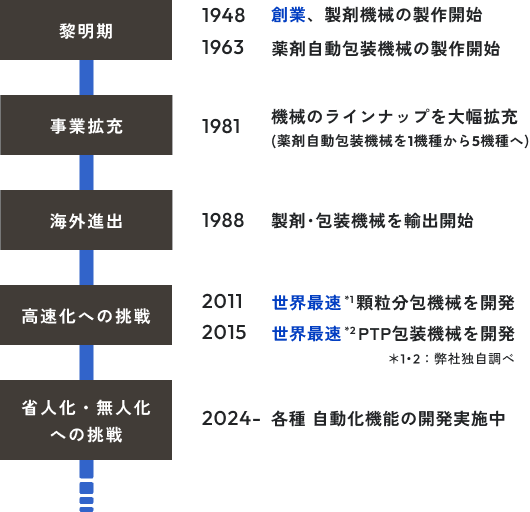 黎明期
1948 創業、製剤機械の製作開始
1963 薬剤自動包装機械の製作開始
事業拡充
1981 機械のラインナップを大幅拡充
(薬剤自動包装機械を1機種から5機種へ)
海外進出
1988 製剤・包装機械を輸出開始
高速化への挑戦
2011 世界最速*1顆粒分包機械を開発
2015 世界最速*2PTP包装機械を開発
＊1・2：弊社独自調べ
省人化・無人化
への挑戦
2024- 各種 自動化機能の開発実施中